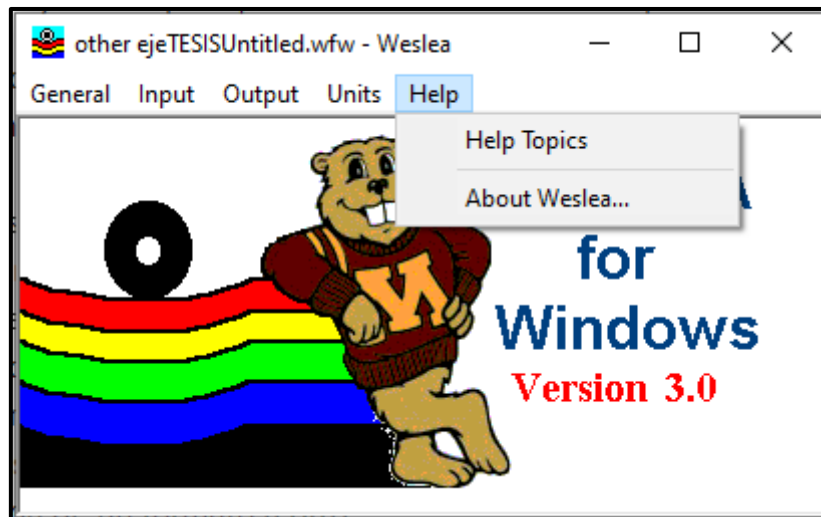 other ejeTESISUntitled.wfw - Weslea
General Input Output Units Help
Help Topics
About Weslea...
for
Windows
Version 3.0